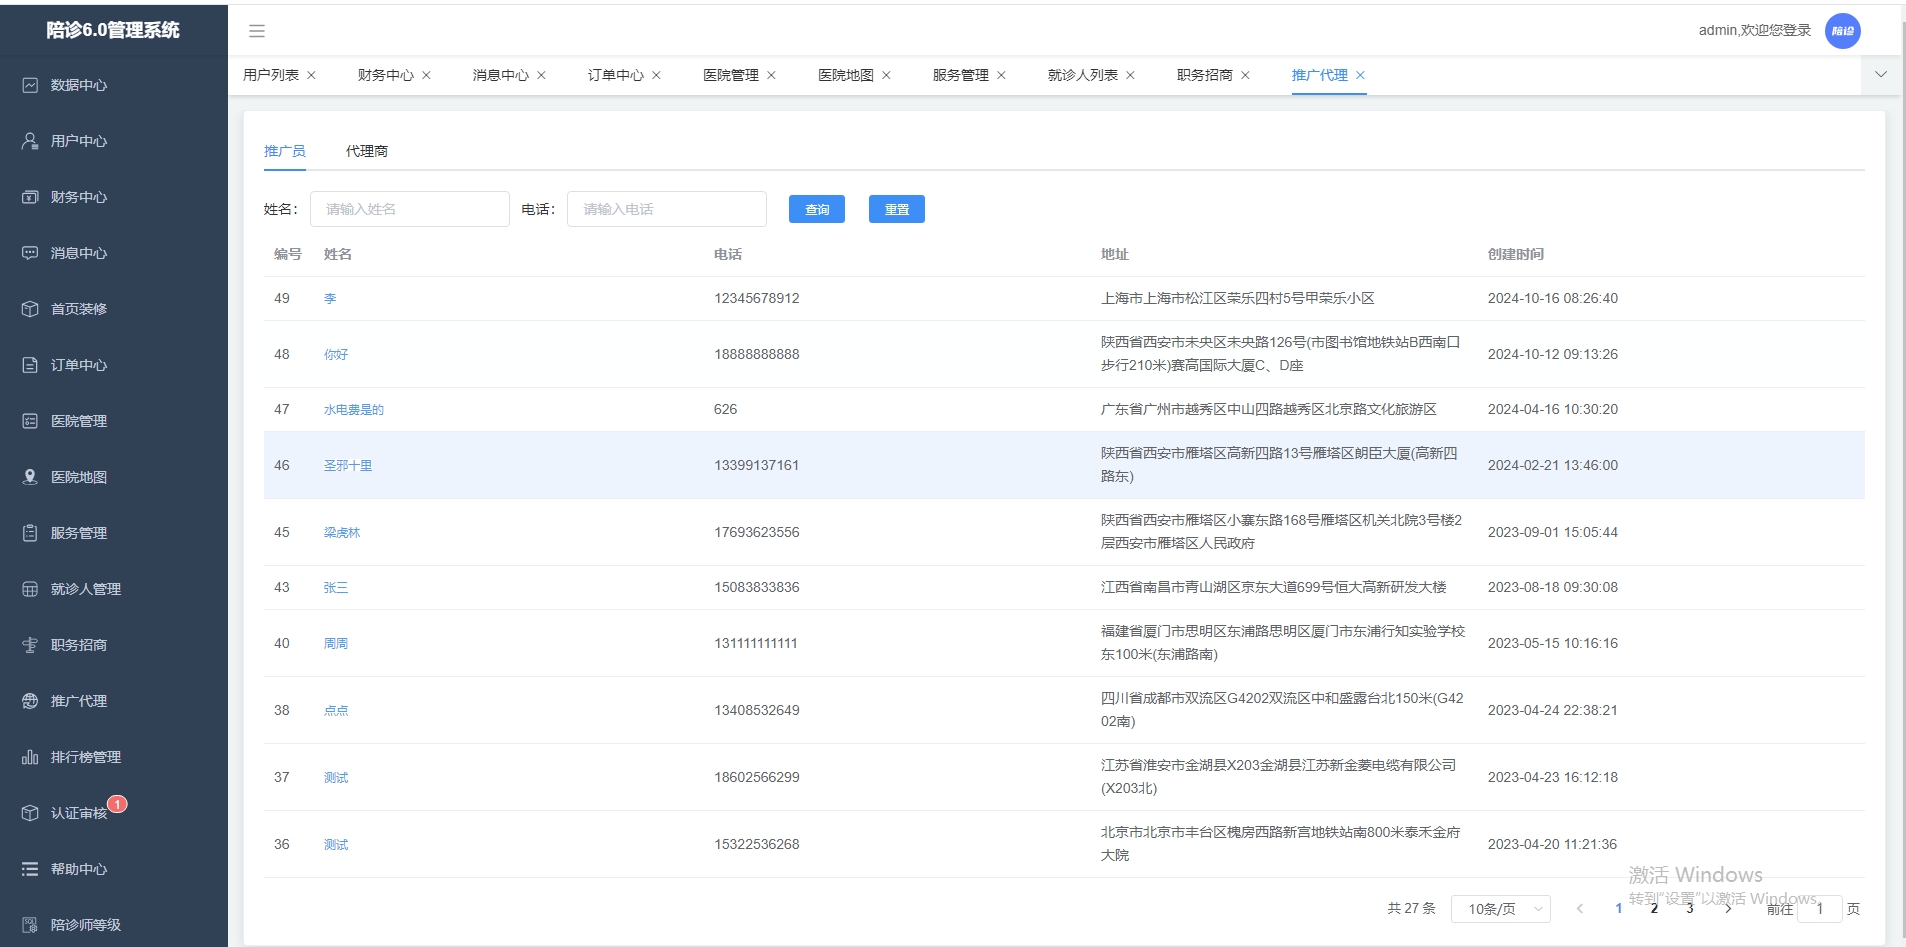 陪诊6.0管理系统
admin,欢迎您登录
陪诊
数据中心
用户中心
财务中心
消息中心
首页装修
订单中心
医院管理
医院地图
服务管理
就诊人管理
职务招商
推广代理
排行榜管理
认证审核 1
帮助中心
陪诊师等级
用户列表 财务中心 消息中心 订单中心 医院管理 医院地图 服务管理 就诊人列表 职务招商 推广代理
推广员 代理商
姓名: 请输入姓名 电话: 请输入电话 查询 重置
编号 姓名 电话 地址 创建时间
49 李 12345678912 上海市上海市松江区荣乐四村5号甲荣乐小区 2024-10-16 08:26:40
48 你好 18888888888 陕西省西安市未央区未央路126号(市图书馆地铁站B西南口
步行210米)赛高国际大厦C、D座 2024-10-12 09:13:26
47 水电费是的 626 广东省广州市越秀区中山四路越秀区北京路文化旅游区 2024-04-16 10:30:20
46 圣邪十里 13399137161 陕西省西安市雁塔区高新四路13号雁塔区朗臣大厦(高新四
路东) 2024-02-21 13:46:00
45 梁虎林 17693623556 陕西省西安市雁塔区小寨东路168号雁塔区机关北院3号楼2
层西安市雁塔区人民政府 2023-09-01 15:05:44
43 张三 15083833836 江西省南昌市青山湖区京东大道699号恒大高新研发大楼 2023-08-18 09:30:08
40 周周 131111111111 福建省厦门市思明区东浦路思明区厦门市东浦行知实验学校
东100米(东浦路南) 2023-05-15 10:16:16
38 点点 13408532649 四川省成都市双流区G4202双流区中和盛露台北150米(G42
02南) 2023-04-24 22:38:21
37 测试 18602566299 江苏省淮安市金湖县X203金湖县江苏新金菱电缆有限公司
(X203北) 2023-04-23 16:12:18
36 测试 15322536268 北京市北京市丰台区槐房西路新宫地铁站南800米泰禾金府
大院 2023-04-20 11:21:36
激活 Windows
转到"设置"以激活 Windows。
共 27 条 10条/页 1 2 3 前往 1 页